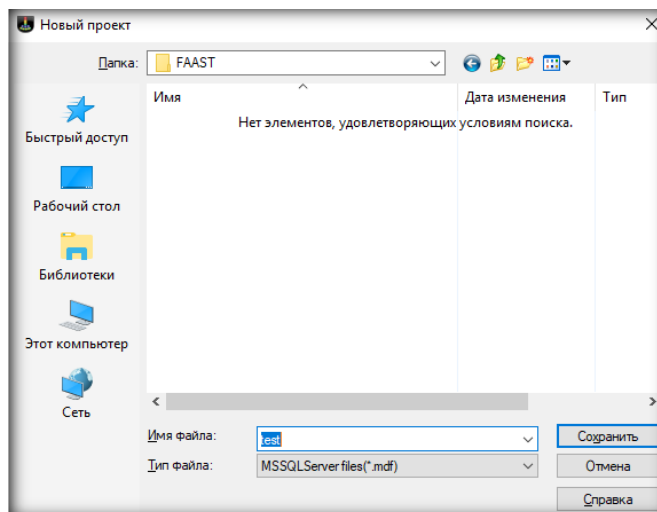 Новый проект
Папка: FAAST
Имя Дата изменения Тип
Нет элементов, удовлетворяющих условиям поиска.
Быстрый доступ
Рабочий стол
Библиотеки
Этот компьютер
Сеть
Имя файла: test Сохранить
Тип файла: MSSQLServer files(*.mdf) Отмена
Справка